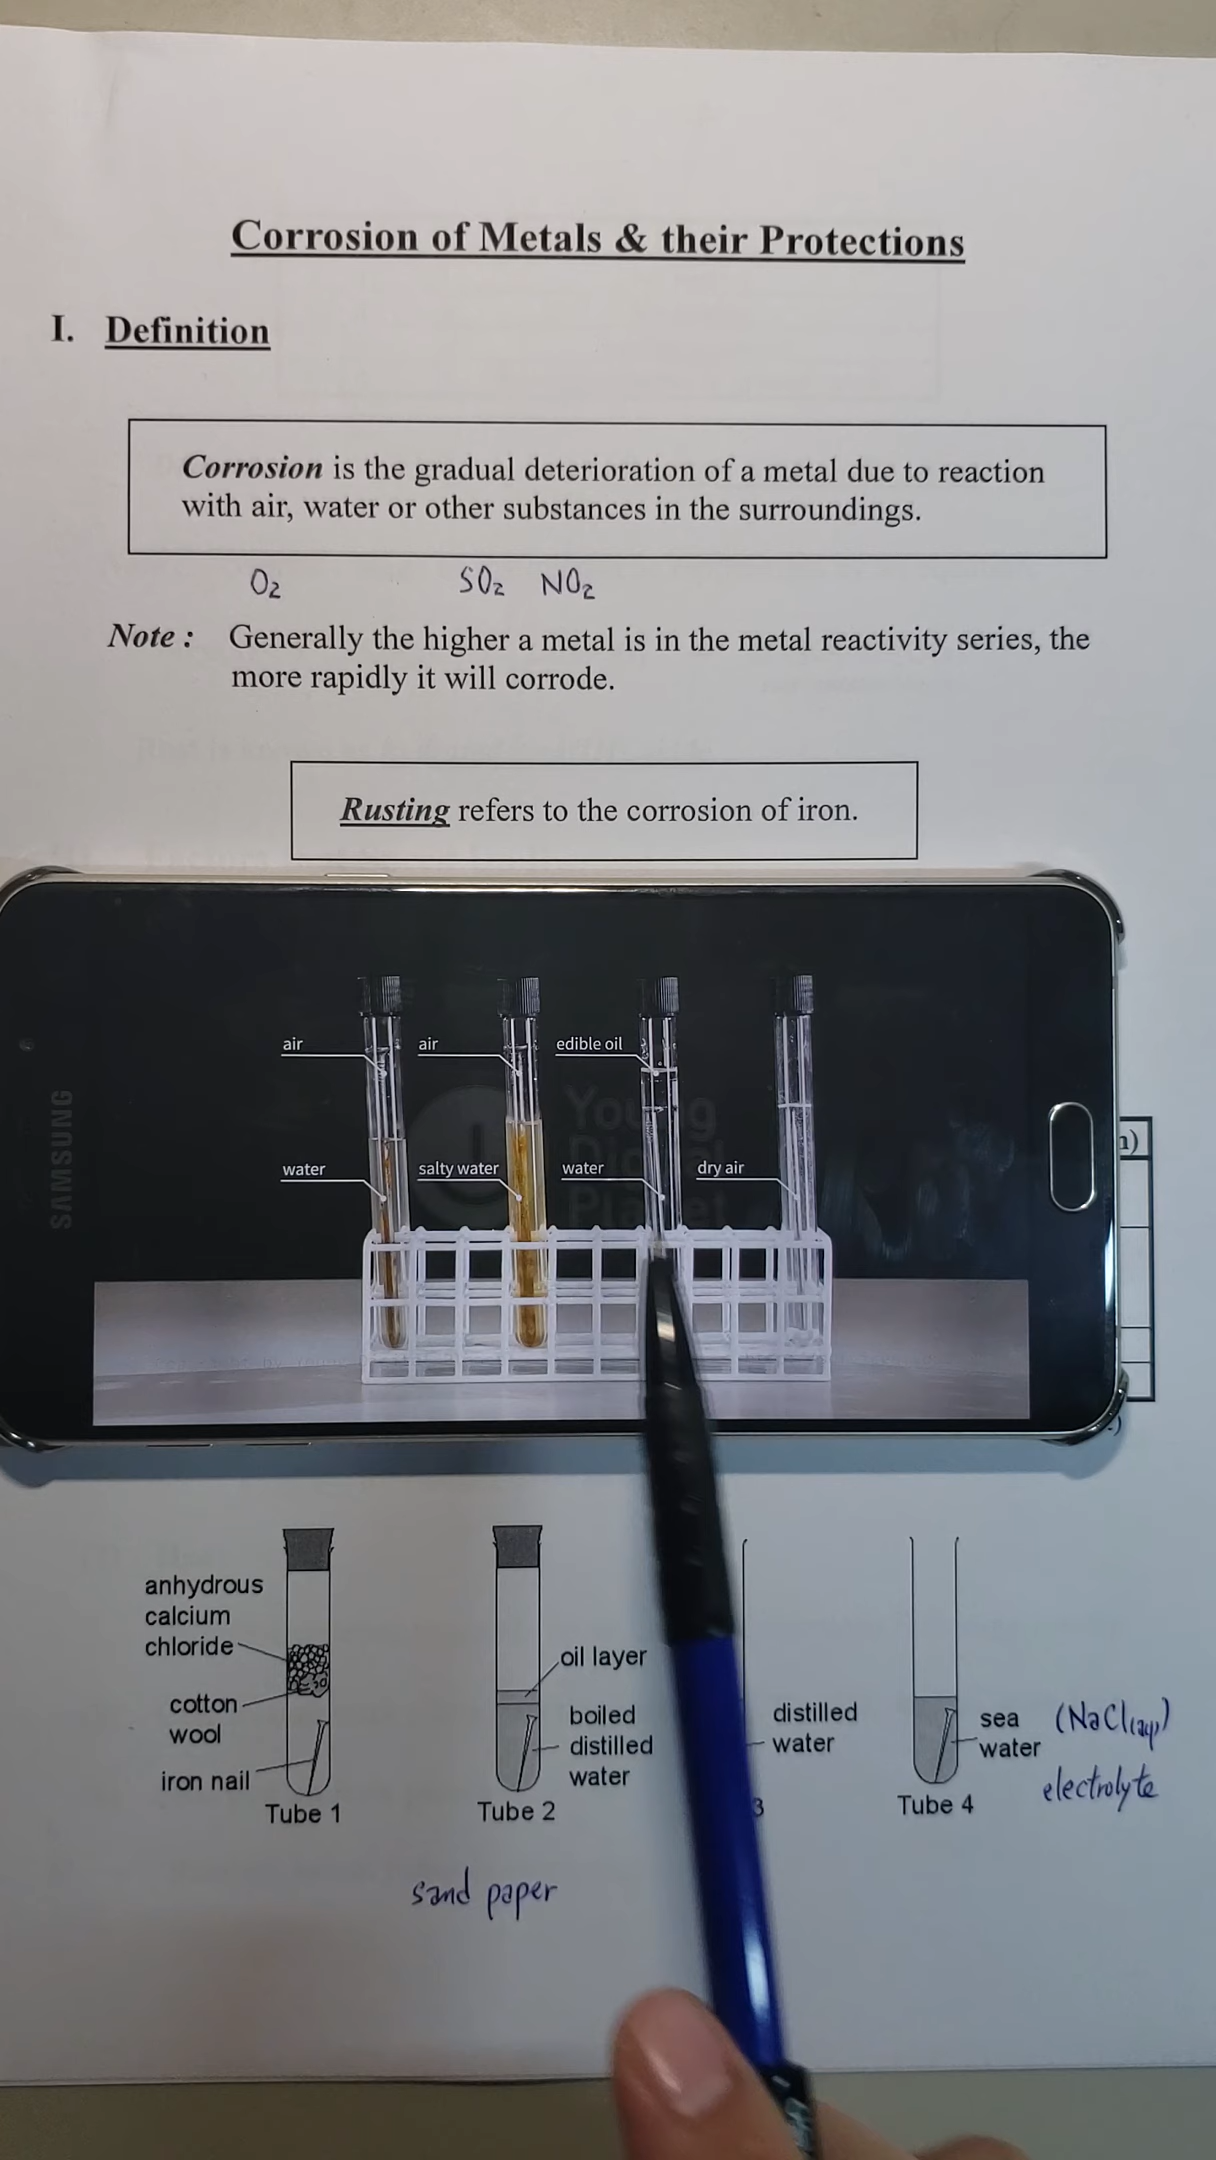 Corrosion of Metals & their Protections
I. Definition
Corrosion is the gradual deterioration of a metal due to reaction
with air, water or other substances in the surroundings.
O₂ SO₂ NO₂
Note : Generally the higher a metal is in the metal reactivity series, the
more rapidly it will corrode.
Rusting refers to the corrosion of iron.
SAMSUNG
air air edible oil
water salty water water dry air
Young
Digital
Planet
anhydrous
calcium
chloride
cotton
wool
iron nail
Tube 1
oil layer
boiled
distilled
water
Tube 2
distilled
water
3
sea
water
(NaCl(aq))
electrolyte
Tube 4
sand paper